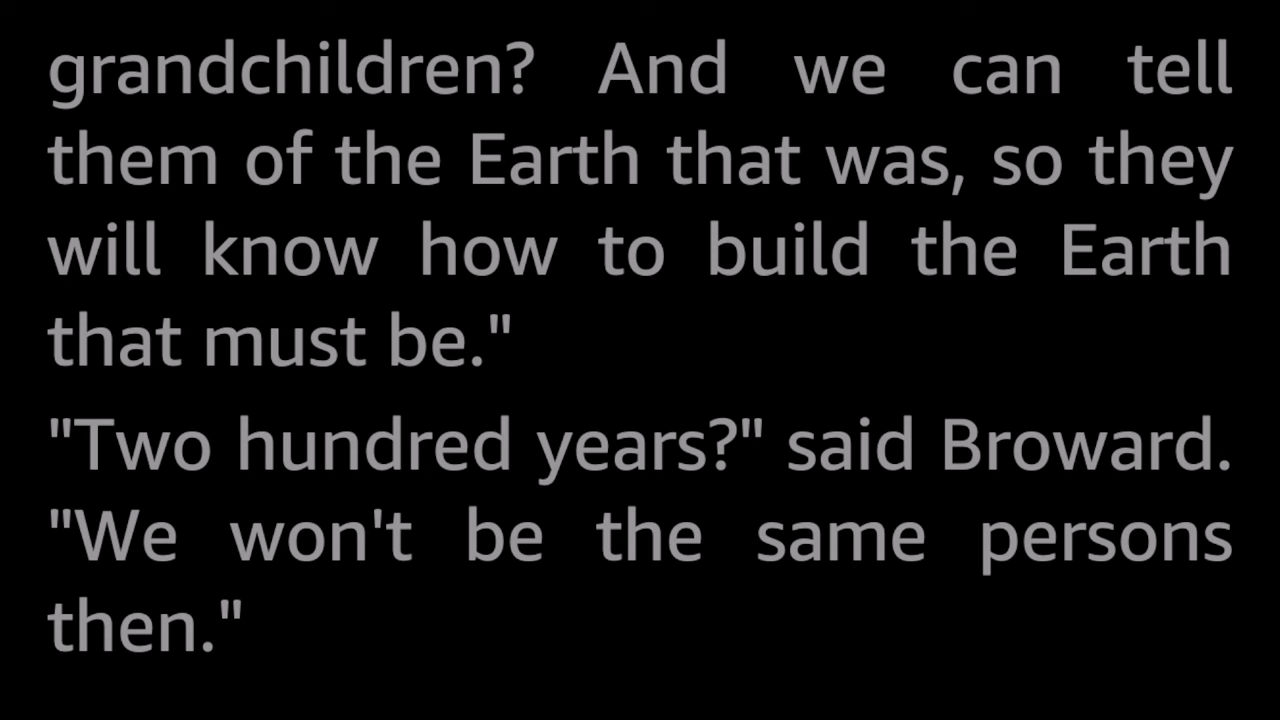 grandchildren? And we can tell
them of the Earth that was, so they
will know how to build the Earth
that must be."
"Two hundred years?" said Broward.
"We won't be the same persons
then."